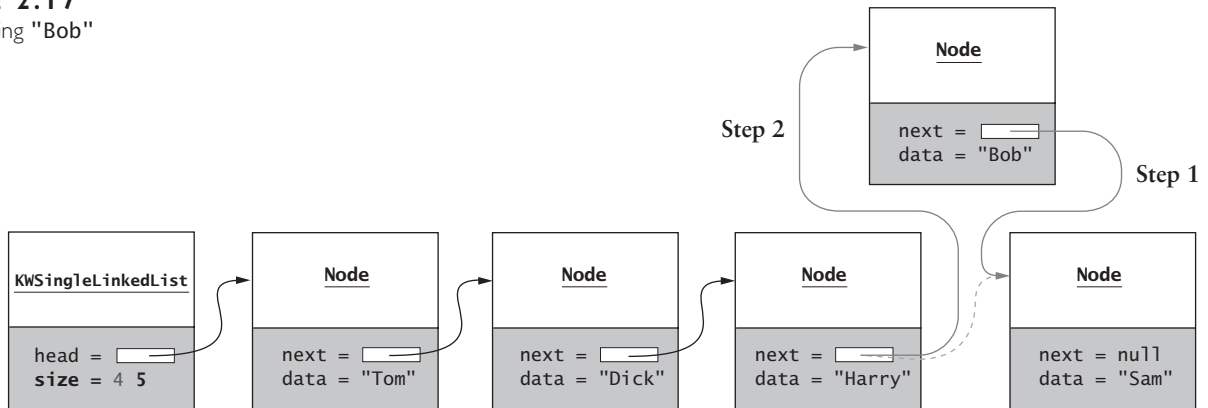 2.17
"Bob"
Node
next =
data = "Bob"
Step 2
Step 1
KWSingleLinkedList
head =
size = 4 5
Node
next =
data = "Tom"
Node
next =
data = "Dick"
Node
next =
data = "Harry"
Node
next = null
data = "Sam"